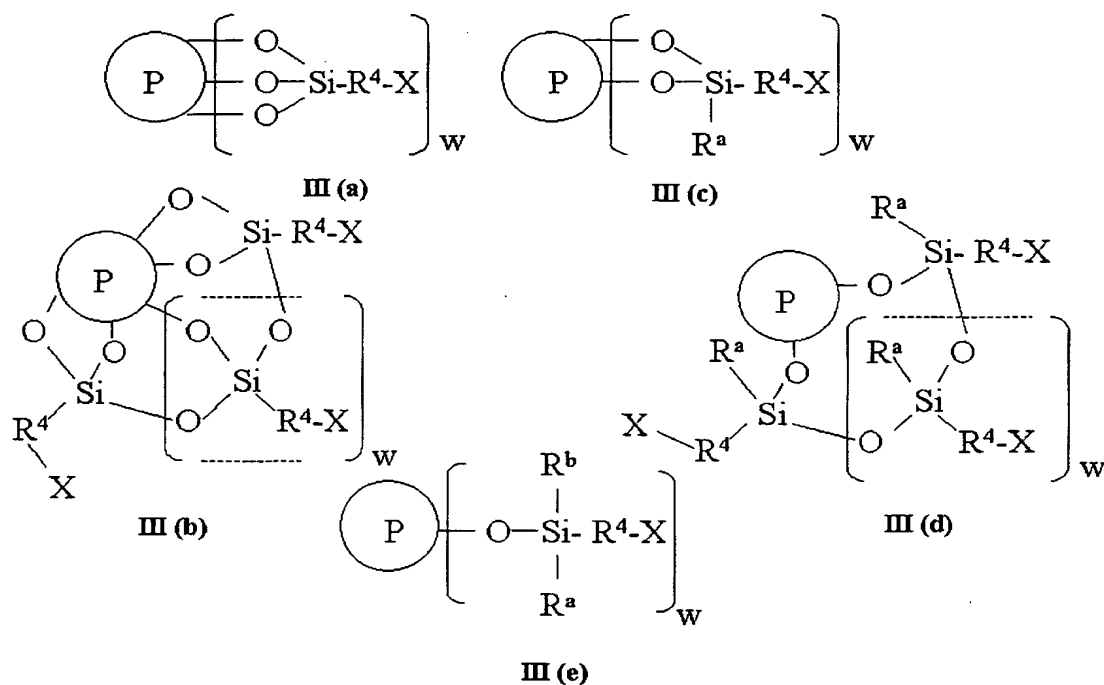 P O O O Si-R⁴-X w
III (a)
P O O Si- R⁴-X Rᵃ w
III (c)
P O O Si- R⁴-X O O O O Si Si R⁴-X O R⁴ X w
III (b)
P O Rᵃ Si- R⁴-X O O Rᵃ Rᵃ Si Si R⁴-X O R⁴ X w
III (d)
P O Si- R⁴-X Rᵇ Rᵃ w
III (e)